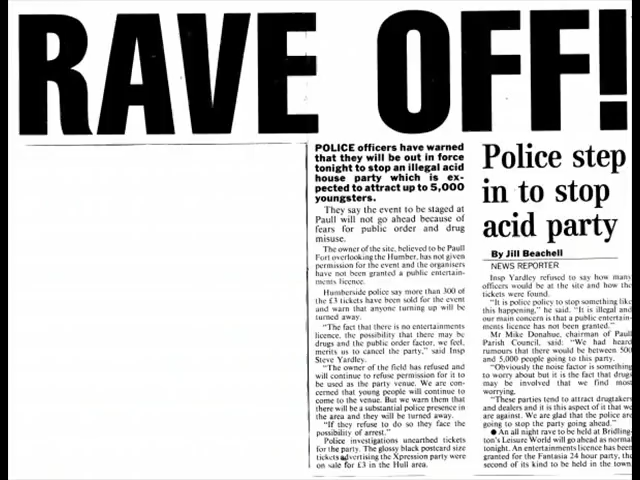 RAVE OFF!
POLICE officers have warned
that they will be out in force
tonight to stop an illegal acid
house party which is ex-
pected to attract up to 5,000
youngsters.
They say the event to be staged at
Paull will not go ahead because of
fears for public order and drug
misuse.
The owner of the site, believed to be Paull
Fort overlooking the Humber, has not given
permission for the event and the organisers
have not been granted a public entertain-
ments licence.
Humberside police say more than 300 of
the £3 tickets have been sold for the event
and warn that anyone turning up will be
turned away.
"The fact that there is no entertainments
licence, the possibility that there may be
drugs and the public order factor, we feel,
merits us to cancel the party," said Insp
Steve Yardley.
"The owner of the field has refused and
will continue to refuse permission for it to
be used as the party venue. We are con-
cerned that young people will continue to
come to the venue. But we warn them that
there will be a substantial police presence in
the area and they will be turned away.
"If they refuse to do so they face the
possibility of arrest."
Police investigations unearthed tickets
for the party. The glossy black postcard size
tickets advertising the Xpression party were
on sale for £3 in the Hull area.
Police step
in to stop
acid party
By Jill Beachell
NEWS REPORTER
Insp Yardley refused to say how many
officers would be at the site and how the
tickets were found.
"It is police policy to stop something like
this happening," he said. "It is illegal and
our main concern is that a public entertain-
ments licence has not been granted."
Mr Mike Donahue, chairman of Paull
Parish Council, said: "We had heard
rumours that there would be between 500
and 5,000 people going to this party.
"Obviously the noise factor is something
to worry about but it is the fact that drugs
may be involved that we find most
worrying.
"These parties tend to attract drugtakers
and dealers and it is this aspect of it that we
are against. We are glad that the police are
going to stop the party going ahead."
● An all night rave to be held at Bridling-
ton's Leisure World will go ahead as normal
tonight. An entertainments licence has been
granted for the Fantasia 24 hour party, the
second of its kind to be held in the town.